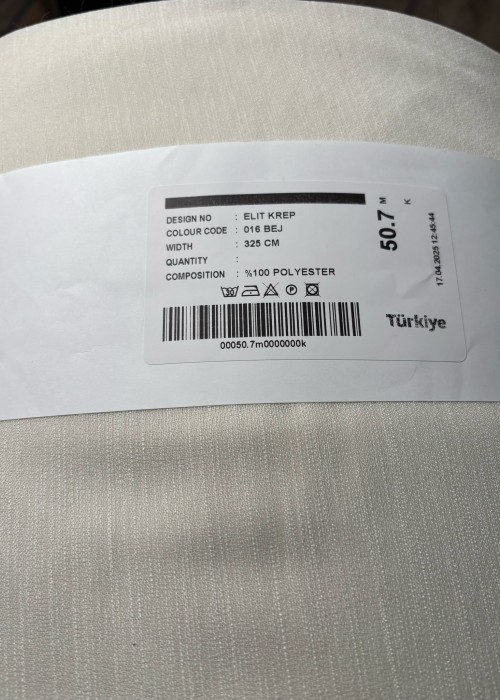 DESIGN NO : ELIT KREP
COLOUR CODE : 016 BEJ
WIDTH : 325 CM
QUANTITY :
COMPOSITION : %100 POLYESTER
00050.7m0000000k
50.7 M
K
17.04.2025 12:45:44
Türkiye